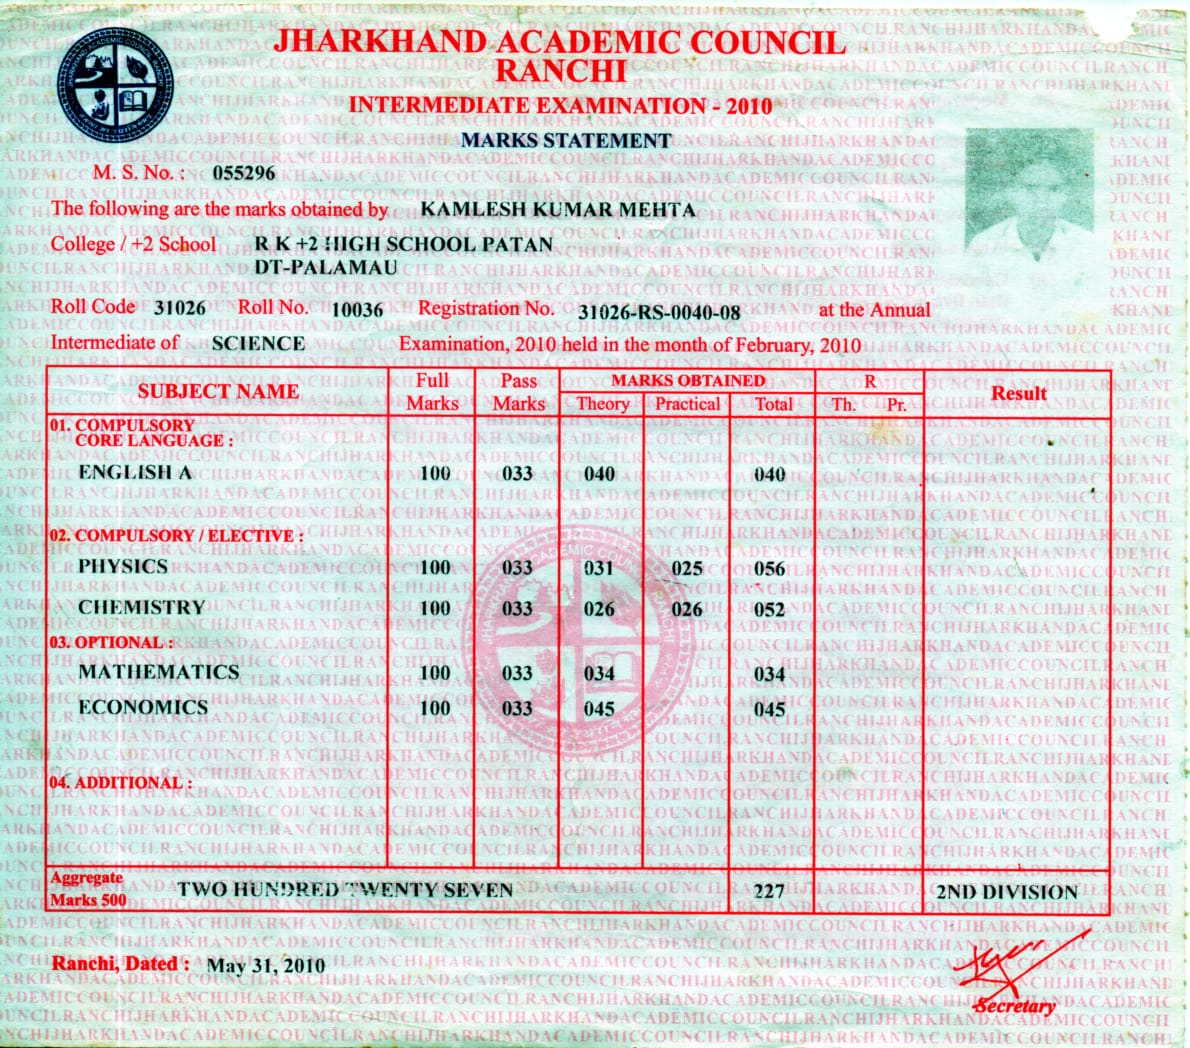 JHARKHAND ACADEMIC COUNCIL
RANCHI
INTERMEDIATE EXAMINATION - 2010
MARKS STATEMENT
M. S. No. : 055296
The following are the marks obtained by KAMLESH KUMAR MEHTA
College / +2 School R K +2 HIGH SCHOOL PATAN
DT-PALAMAU
Roll Code 31026 Roll No. 10036 Registration No. 31026-RS-0040-08 at the Annual
Intermediate of SCIENCE Examination, 2010 held in the month of February, 2010
SUBJECT NAME Full Marks Pass Marks MARKS OBTAINED R Result
Theory Practical Total Th. Pr.
01. COMPULSORY
CORE LANGUAGE :
ENGLISH A 100 033 040 040
02. COMPULSORY / ELECTIVE :
PHYSICS 100 033 031 025 056
CHEMISTRY 100 033 026 026 052
03. OPTIONAL :
MATHEMATICS 100 033 034 034
ECONOMICS 100 033 045 045
04. ADDITIONAL :
Aggregate
Marks 500 TWO HUNDRED TWENTY SEVEN 227 2ND DIVISION
Ranchi, Dated : May 31, 2010
Secretary